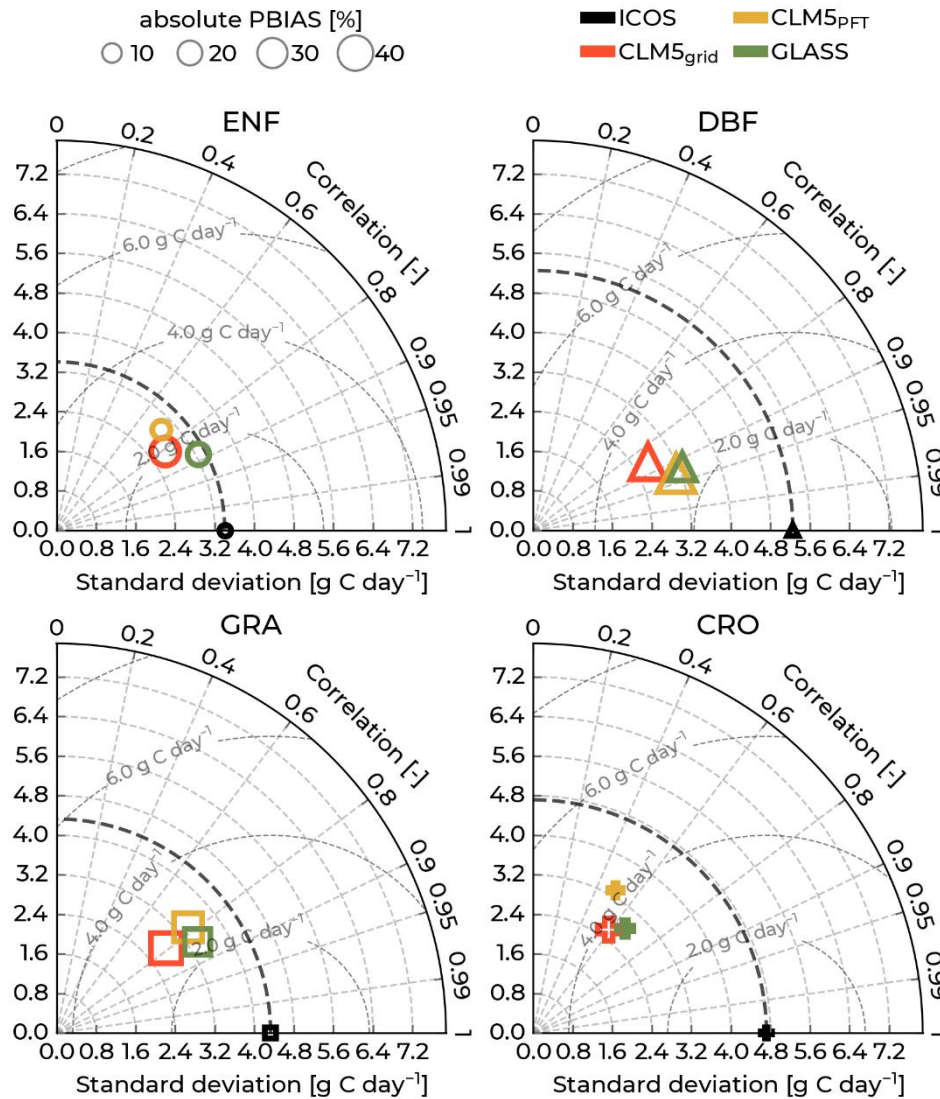 absolute PBIAS [%]
10 20 30 40
ICOS CLM5PFT
CLM5grid GLASS
ENF
0 0.2 0.4 0.6 0.8 0.9 0.95 0.99 1
Correlation [-]
7.2
6.4
5.6
4.8
4.0
3.2
2.4
1.6
0.8
0.0
6.0 g C day⁻¹
4.0 g C day⁻¹
2.0 g C day⁻¹
0.0 0.8 1.6 2.4 3.2 4.0 4.8 5.6 6.4 7.2
Standard deviation [g C day⁻¹]
DBF
0 0.2 0.4 0.6 0.8 0.9 0.95 0.99 1
Correlation [-]
7.2
6.4
5.6
4.8
4.0
3.2
2.4
1.6
0.8
0.0
6.0 g C day⁻¹
4.0 g C day⁻¹
2.0 g C day⁻¹
0.0 0.8 1.6 2.4 3.2 4.0 4.8 5.6 6.4 7.2
Standard deviation [g C day⁻¹]
GRA
0 0.2 0.4 0.6 0.8 0.9 0.95 0.99 1
Correlation [-]
7.2
6.4
5.6
4.8
4.0
3.2
2.4
1.6
0.8
0.0
6.0 g C day⁻¹
4.0 g C day⁻¹
2.0 g C day⁻¹
0.0 0.8 1.6 2.4 3.2 4.0 4.8 5.6 6.4 7.2
Standard deviation [g C day⁻¹]
CRO
0 0.2 0.4 0.6 0.8 0.9 0.95 0.99 1
Correlation [-]
7.2
6.4
5.6
4.8
4.0
3.2
2.4
1.6
0.8
0.0
6.0 g C day⁻¹
4.0 g C day⁻¹
2.0 g C day⁻¹
0.0 0.8 1.6 2.4 3.2 4.0 4.8 5.6 6.4 7.2
Standard deviation [g C day⁻¹]